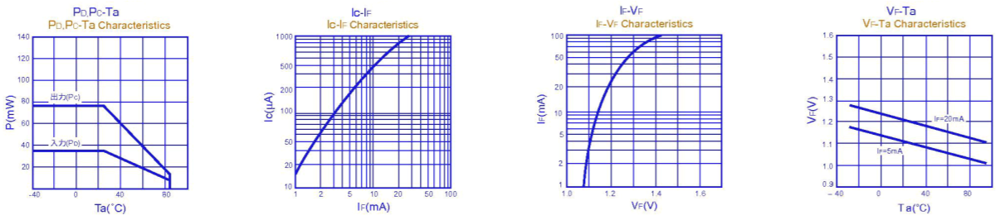 PD,PC-Ta
PD,PC-Ta Characteristics
140
120
100
80
60
40
20
P(mW)
出力(Pc)
入力(PD)
-40
0
40
80
Ta(°C)
Ic-IF
Ic-IF Characteristics
1000
500
200
100
50
20
10
Ic(μA)
1
2
5
10
20
50
100
IF(mA)
IF-VF
IF-VF Characteristics
100
50
20
10
5
2
1
IF(mA)
1.0
1.2
1.4
1.6
VF(V)
VF-Ta
VF-Ta Characteristics
1.6
1.5
1.4
1.3
1.2
1.1
1.0
0.9
VF(V)
IF=20mA
IF=5mA
– 40
0
40
80
Ta(°C)